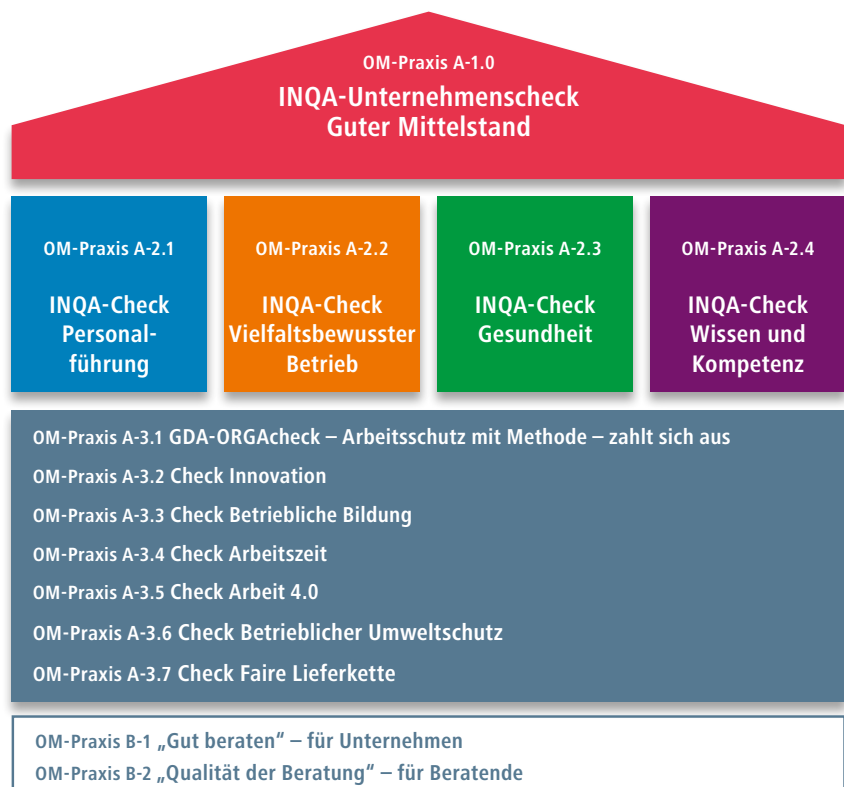 OM-Praxis A-1.0
INQA-Unternehmenscheck
Guter Mittelstand
OM-Praxis A-2.1
INQA-Check
Personal-
führung
OM-Praxis A-2.2
INQA-Check
Vielfaltsbewusster
Betrieb
OM-Praxis A-2.3
INQA-Check
Gesundheit
OM-Praxis A-2.4
INQA-Check
Wissen und
Kompetenz
OM-Praxis A-3.1 GDA-ORGAcheck – Arbeitsschutz mit Methode – zahlt sich aus
OM-Praxis A-3.2 Check Innovation
OM-Praxis A-3.3 Check Betriebliche Bildung
OM-Praxis A-3.4 Check Arbeitszeit
OM-Praxis A-3.5 Check Arbeit 4.0
OM-Praxis A-3.6 Check Betrieblicher Umweltschutz
OM-Praxis A-3.7 Check Faire Lieferkette
OM-Praxis B-1 „Gut beraten“ – für Unternehmen
OM-Praxis B-2 „Qualität der Beratung“ – für Beratende